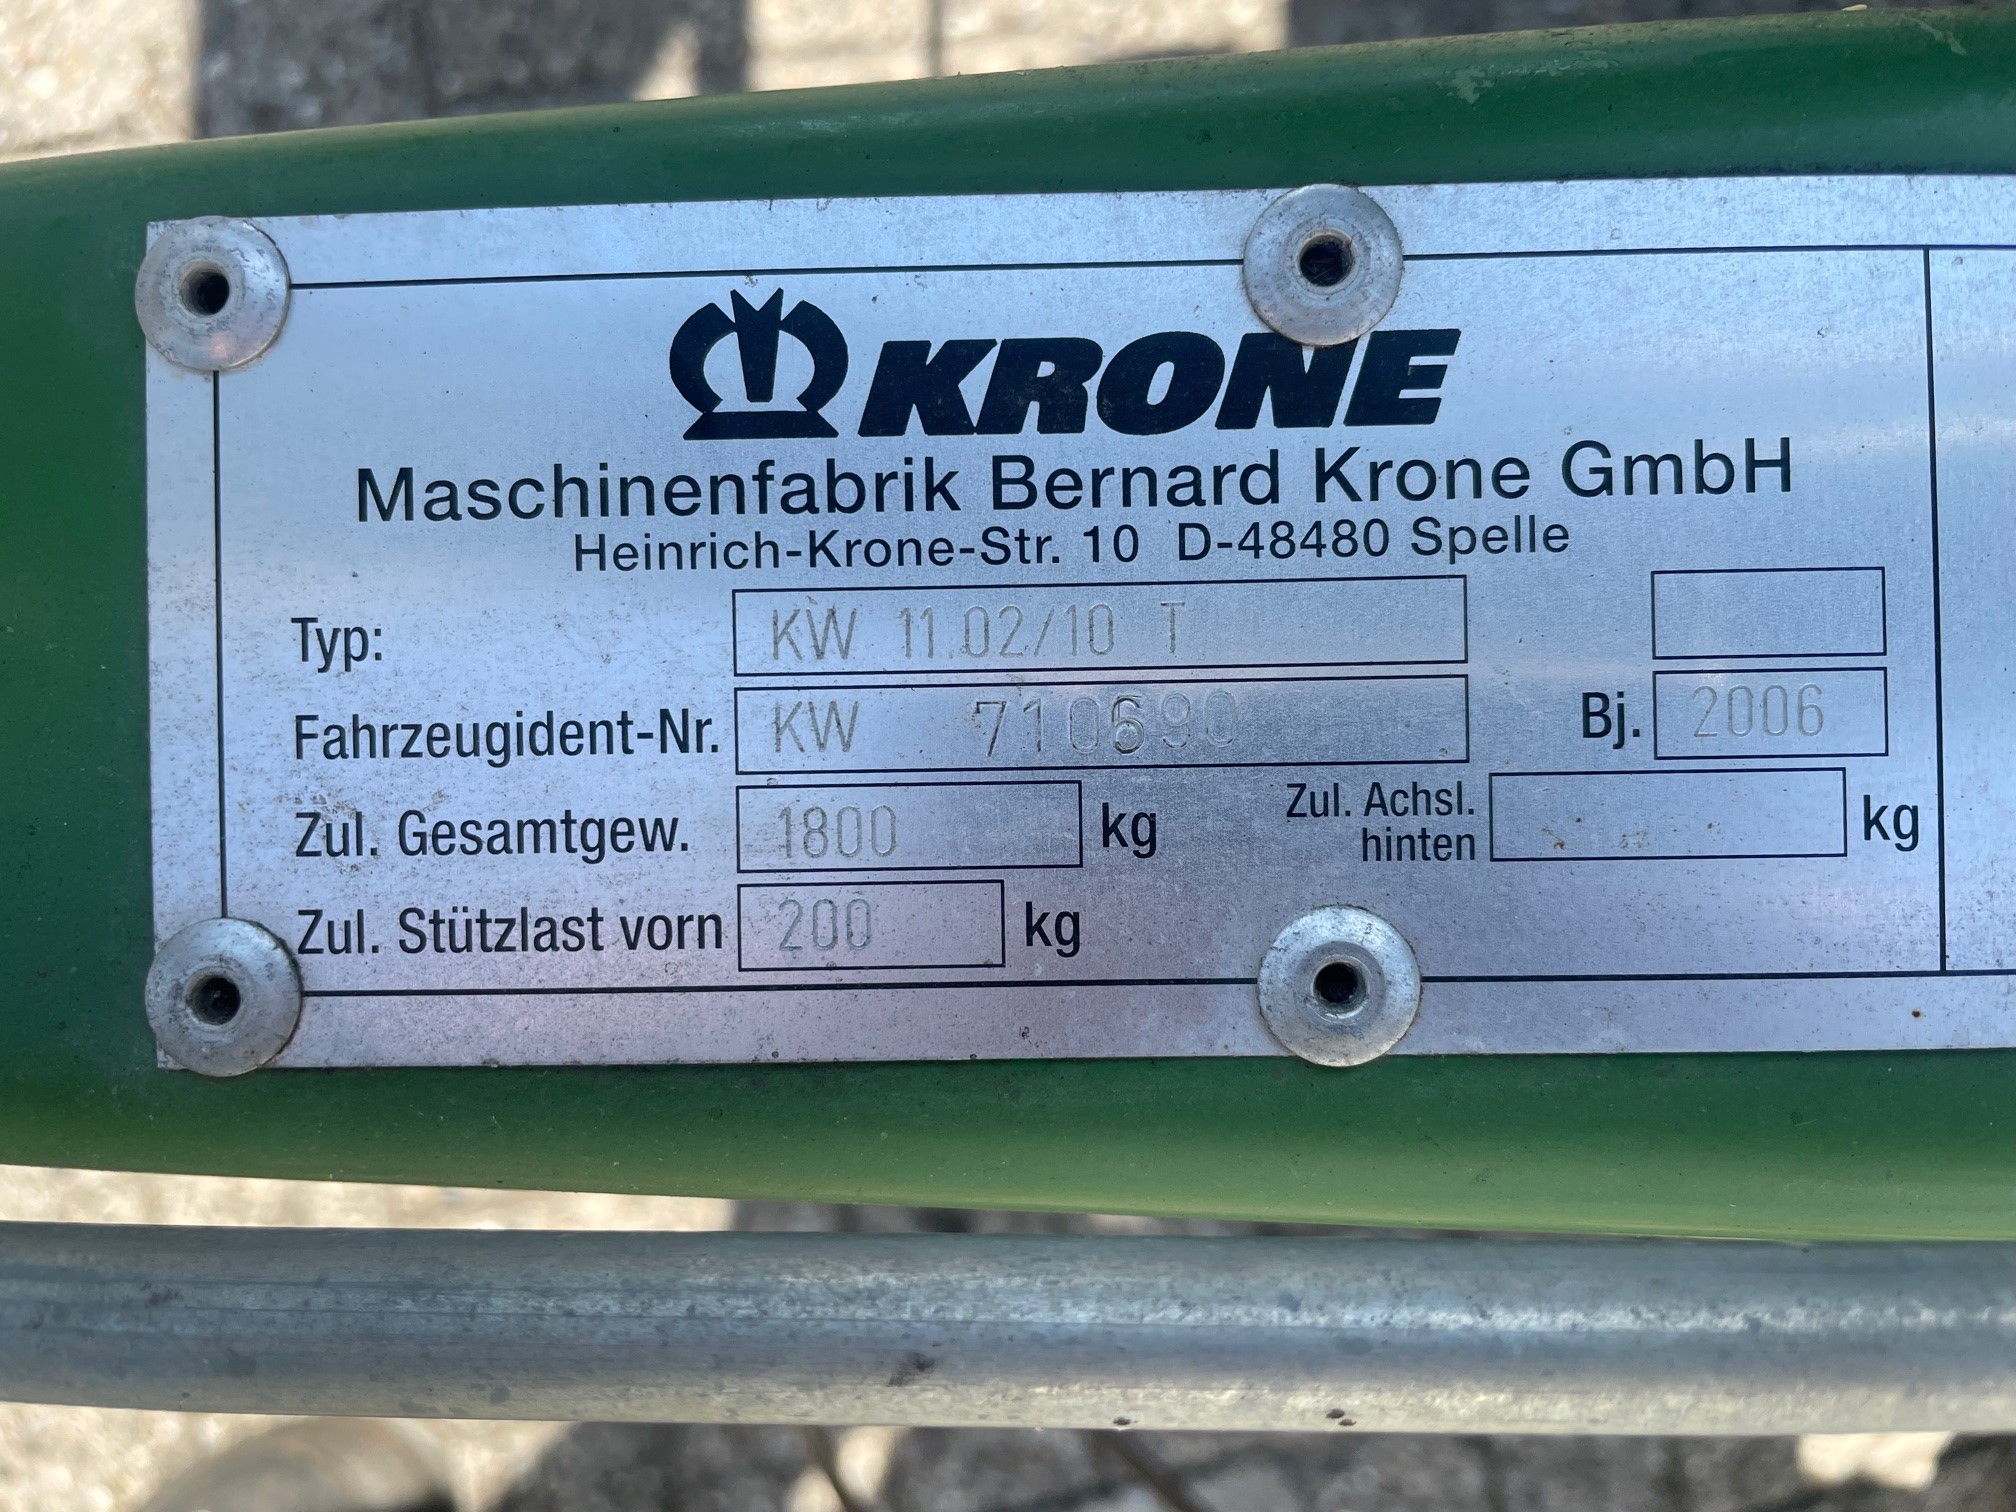 KRONE
Maschinenfabrik Bernard Krone GmbH
Heinrich-Krone-Str. 10 D-48480 Spelle
Typ: KW 11.02/10 T
Fahrzeugident-Nr. KW 710690 Bj. 2006
Zul. Gesamtgew. 1800 kg Zul. Achsl. hinten kg
Zul. Stützlast vorn 200 kg